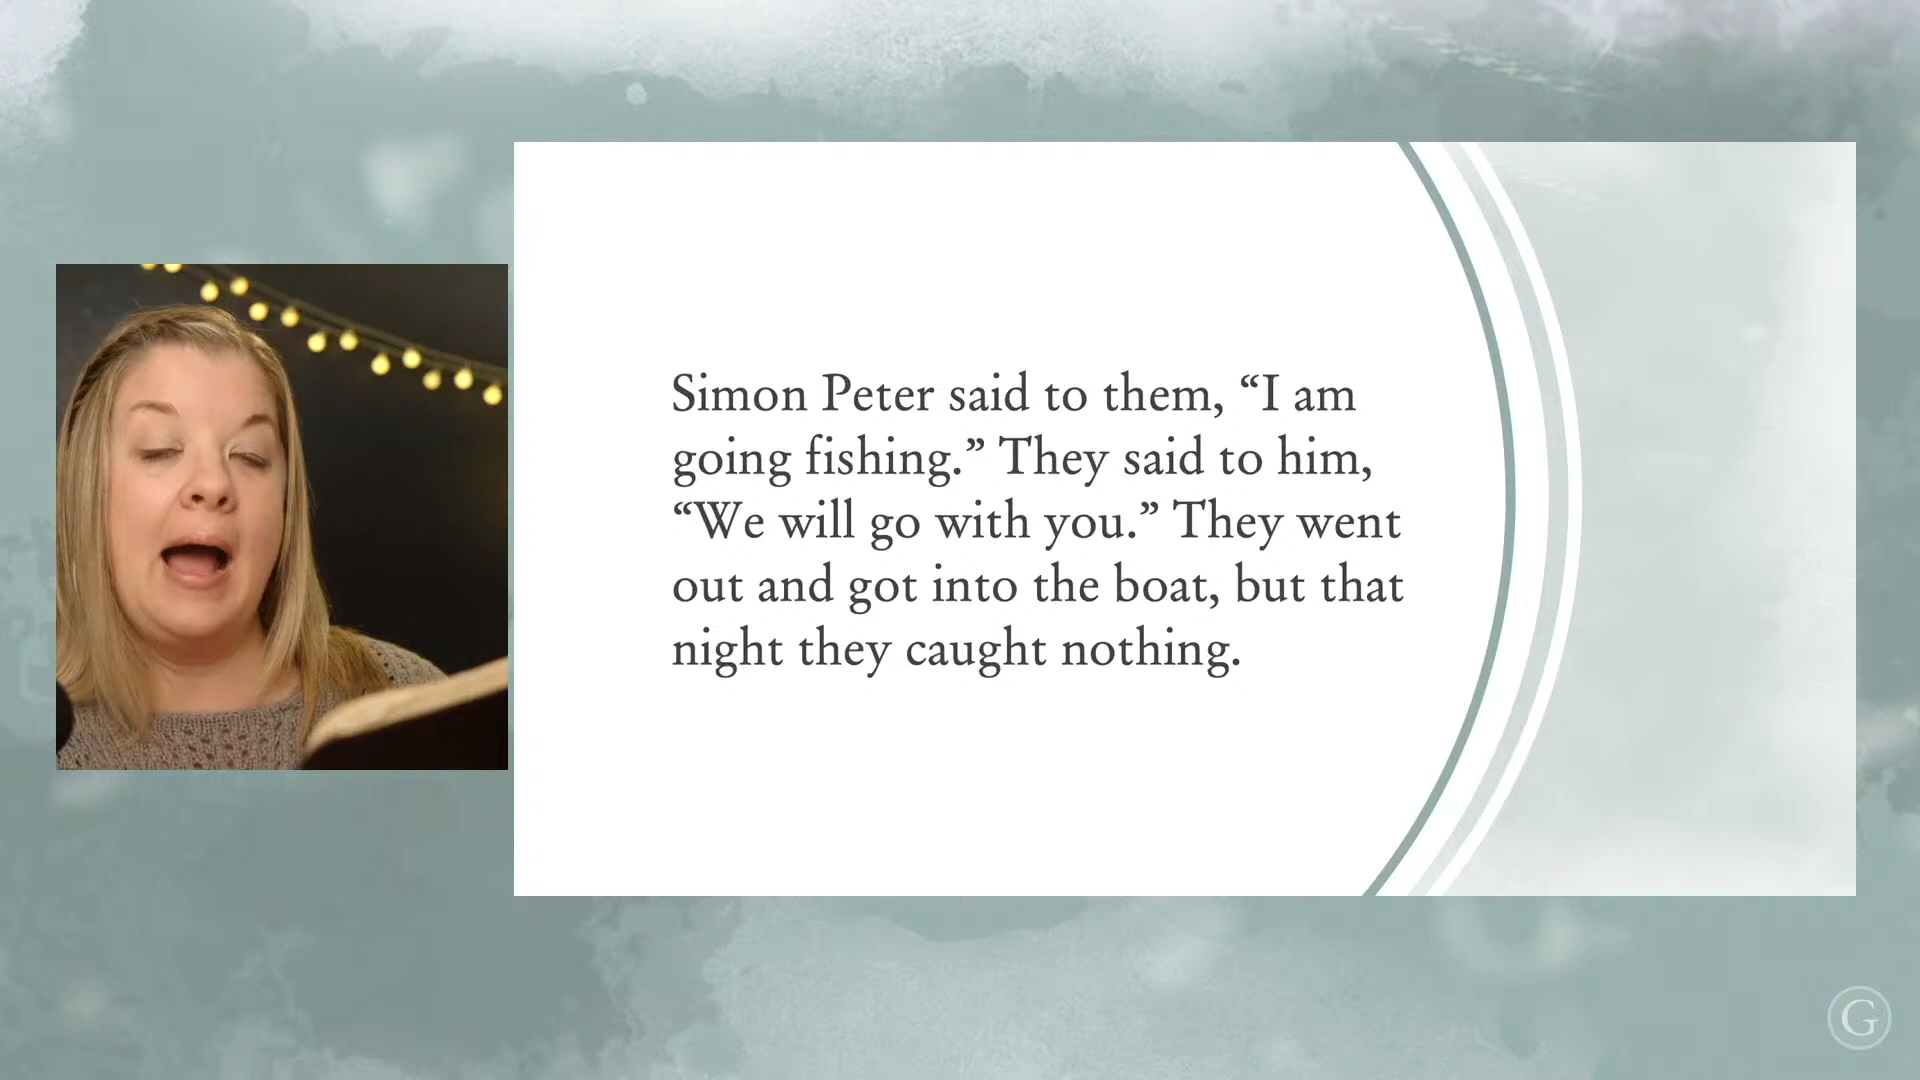 Simon Peter said to them, “I am
going fishing.” They said to him,
“We will go with you.” They went
out and got into the boat, but that
night they caught nothing.
G